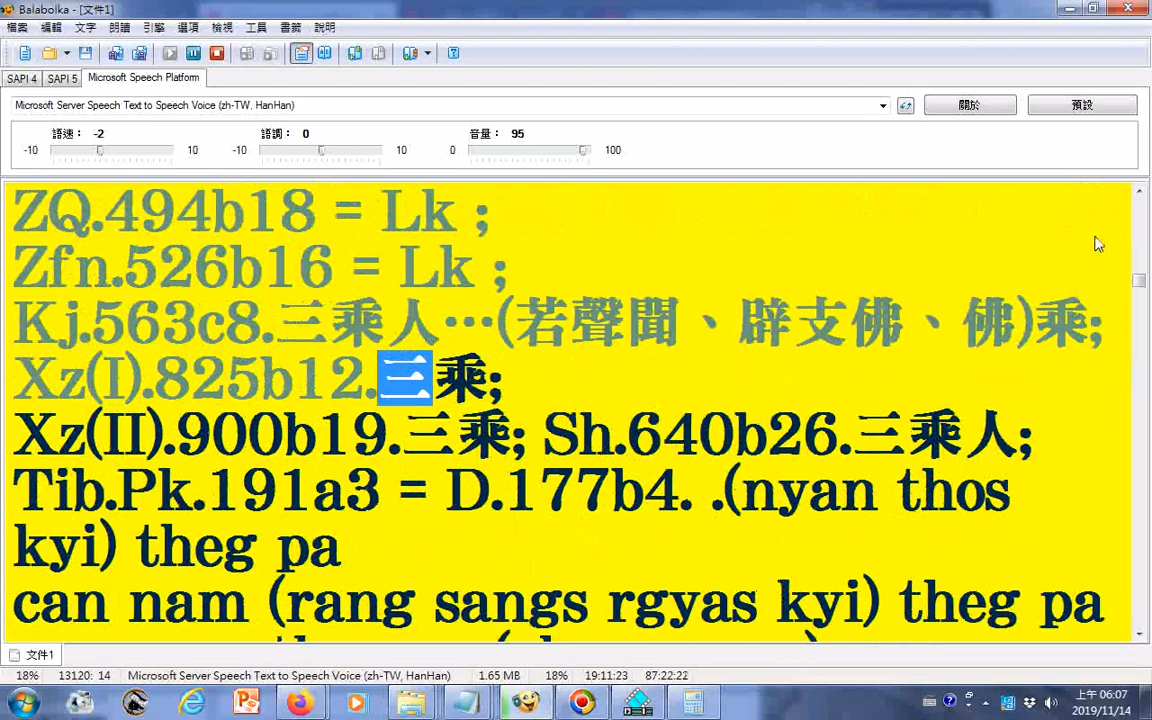 Balabolka - [文件1]
檔案 編輯 文字 朗讀 引擎 選項 檢視 工具 書籤 說明
SAPI 4 SAPI 5 Microsoft Speech Platform
Microsoft Server Speech Text to Speech Voice (zh-TW, HanHan)
關於 預設
語速： -2 語調： 0 音量： 95
-10 10 -10 10 0 100
ZQ.494b18 = Lk ;
Zfn.526b16 = Lk ;
Kj.563c8.三乘人…(若聲聞、辟支佛、佛)乘;
Xz(I).825b12.三乘;
Xz(II).900b19.三乘; Sh.640b26.三乘人;
Tib.Pk.191a3 = D.177b4. .(nyan thos
kyi) theg pa
can nam (rang sangs rgyas kyi) theg pa
文件1
18% 13120: 14 Microsoft Server Speech Text to Speech Voice (zh-TW, HanHan) 1.65 MB 18% 19:11:23 87:22:22
上午 06:07
2019/11/14